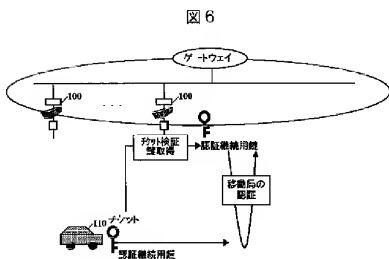 図6
ゲートウェイ
100
100
チケット検証
鍵取得
認証継続用鍵
移動局の
認証
110
チケット
認証継続用鍵